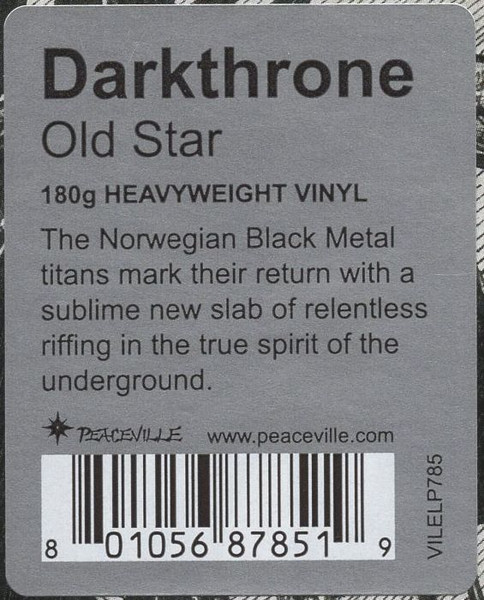 Darkthrone
Old Star
180g HEAVYWEIGHT VINYL
The Norwegian Black Metal
titans mark their return with a
sublime new slab of relentless
riffing in the true spirit of the
underground.
PEACEVILLE www.peaceville.com
8 01056 87851 9
VILELP785